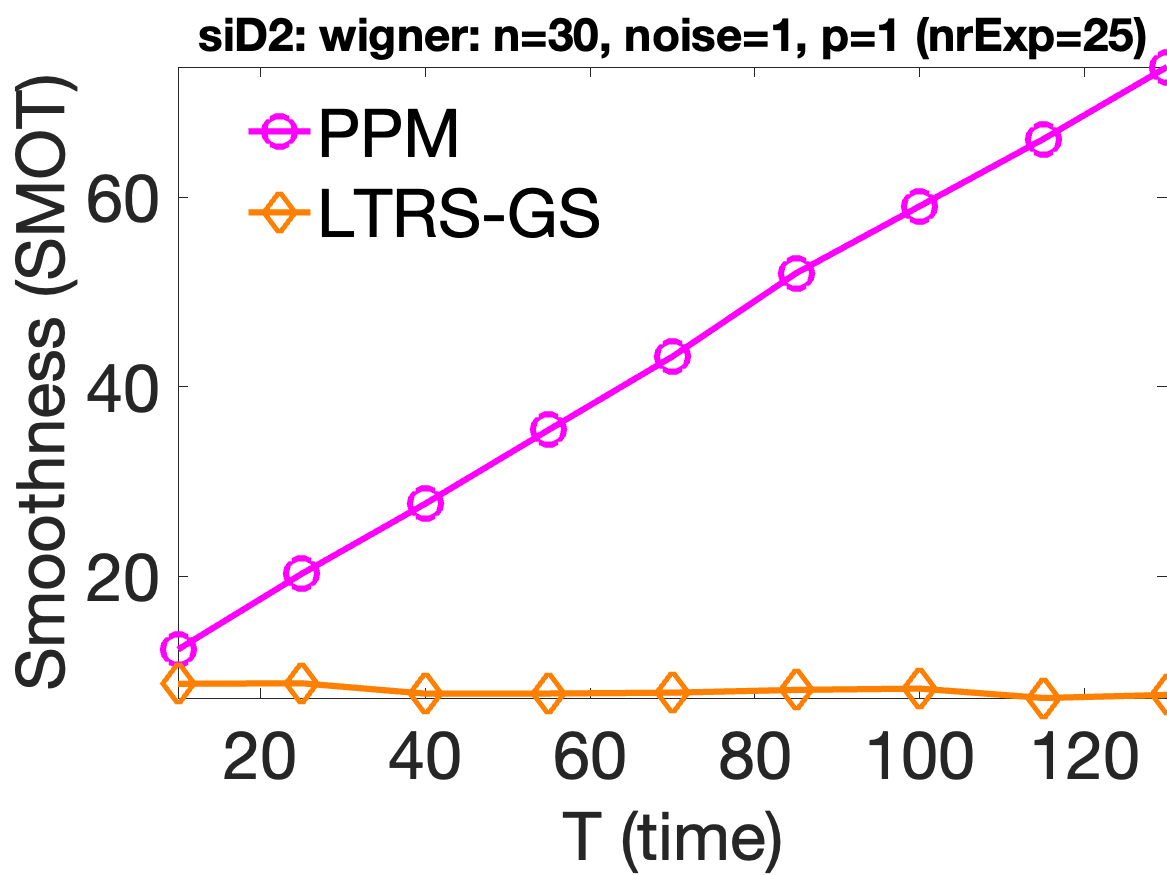 siD2: wigner: n=30, noise=1, p=1 (nrExp=25)
PPM
LTRS-GS
Smoothness (SMOT)
60
40
20
20 40 60 80 100 120
T (time)